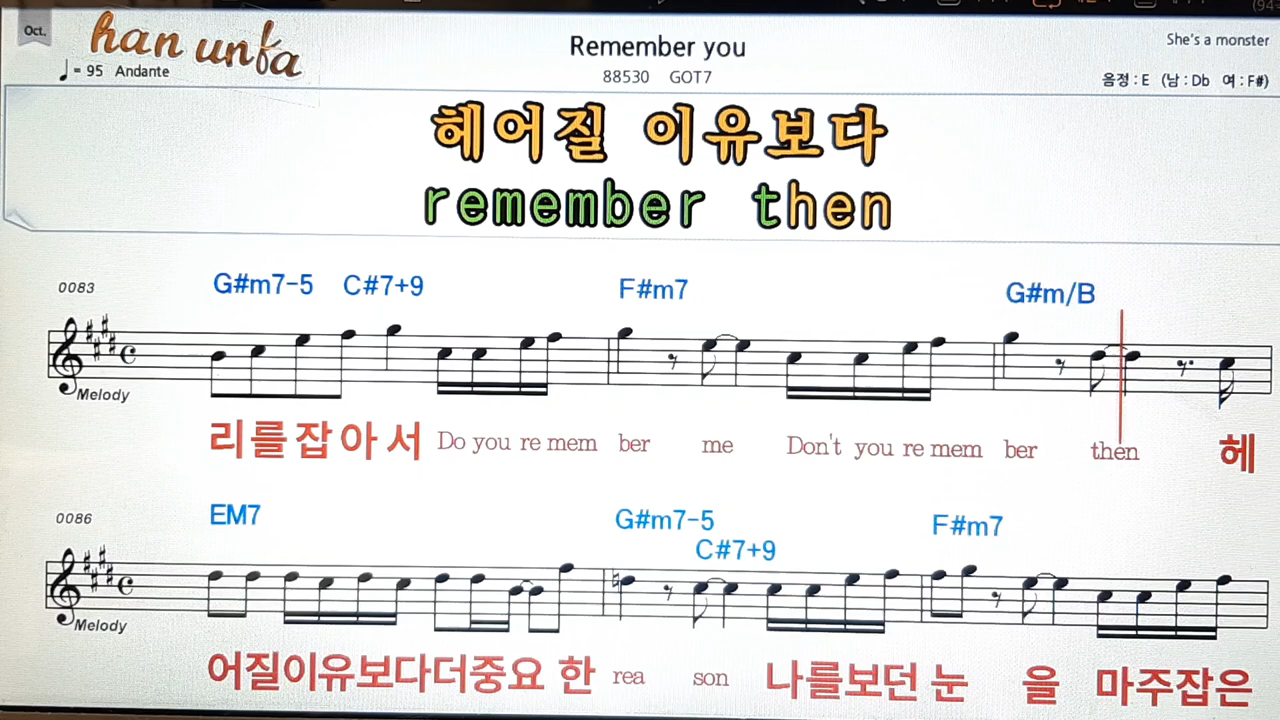 Oct.
han unfa
♩ = 95 Andante
Remember you
88530 GOT7
She's a monster
음정 : E (남 : Db 여 : F#)
헤어질 이유보다
remember then
0083
G#m7-5 C#7+9 F#m7 G#m/B
Melody
리를잡아서 Do you re mem ber me Don't you re mem ber then 헤
0086
EM7 G#m7-5 C#7+9 F#m7
Melody
어질이유보다더중요 한 rea son 나를보던 눈 을 마주잡은